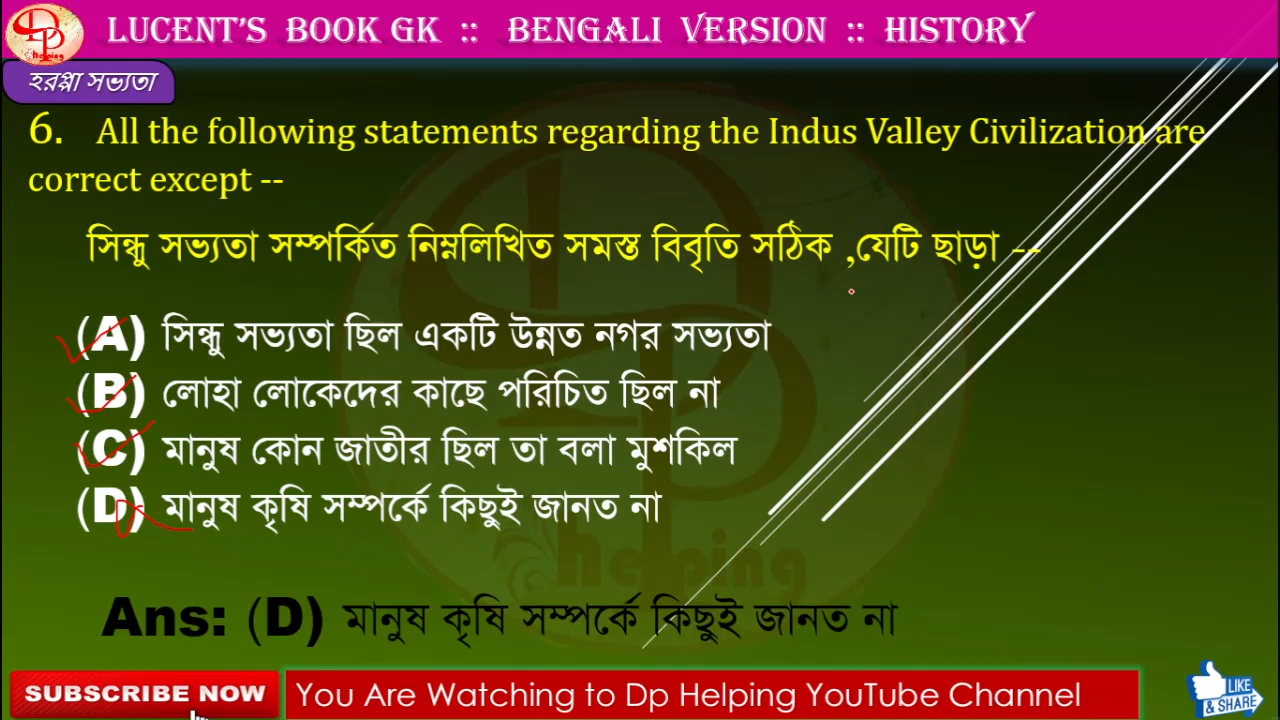 LUCENT'S BOOK GK :: BENGALI VERSION :: HISTORY
DP
helping
হরপ্পা সভ্যতা
6. All the following statements regarding the Indus Valley Civilization are
correct except --
সিন্ধু সভ্যতা সম্পর্কিত নিম্নলিখিত সমস্ত বিবৃতি সঠিক ,যেটি ছাড়া --
(A) সিন্ধু সভ্যতা ছিল একটি উন্নত নগর সভ্যতা
(B) লোহা লোকেদের কাছে পরিচিত ছিল না
(C) মানুষ কোন জাতীর ছিল তা বলা মুশকিল
(D) মানুষ কৃষি সম্পর্কে কিছুই জানত না
helping
Ans: (D) মানুষ কৃষি সম্পর্কে কিছুই জানত না
SUBSCRIBE NOW
You Are Watching to Dp Helping YouTube Channel
LIKE
& SHARE